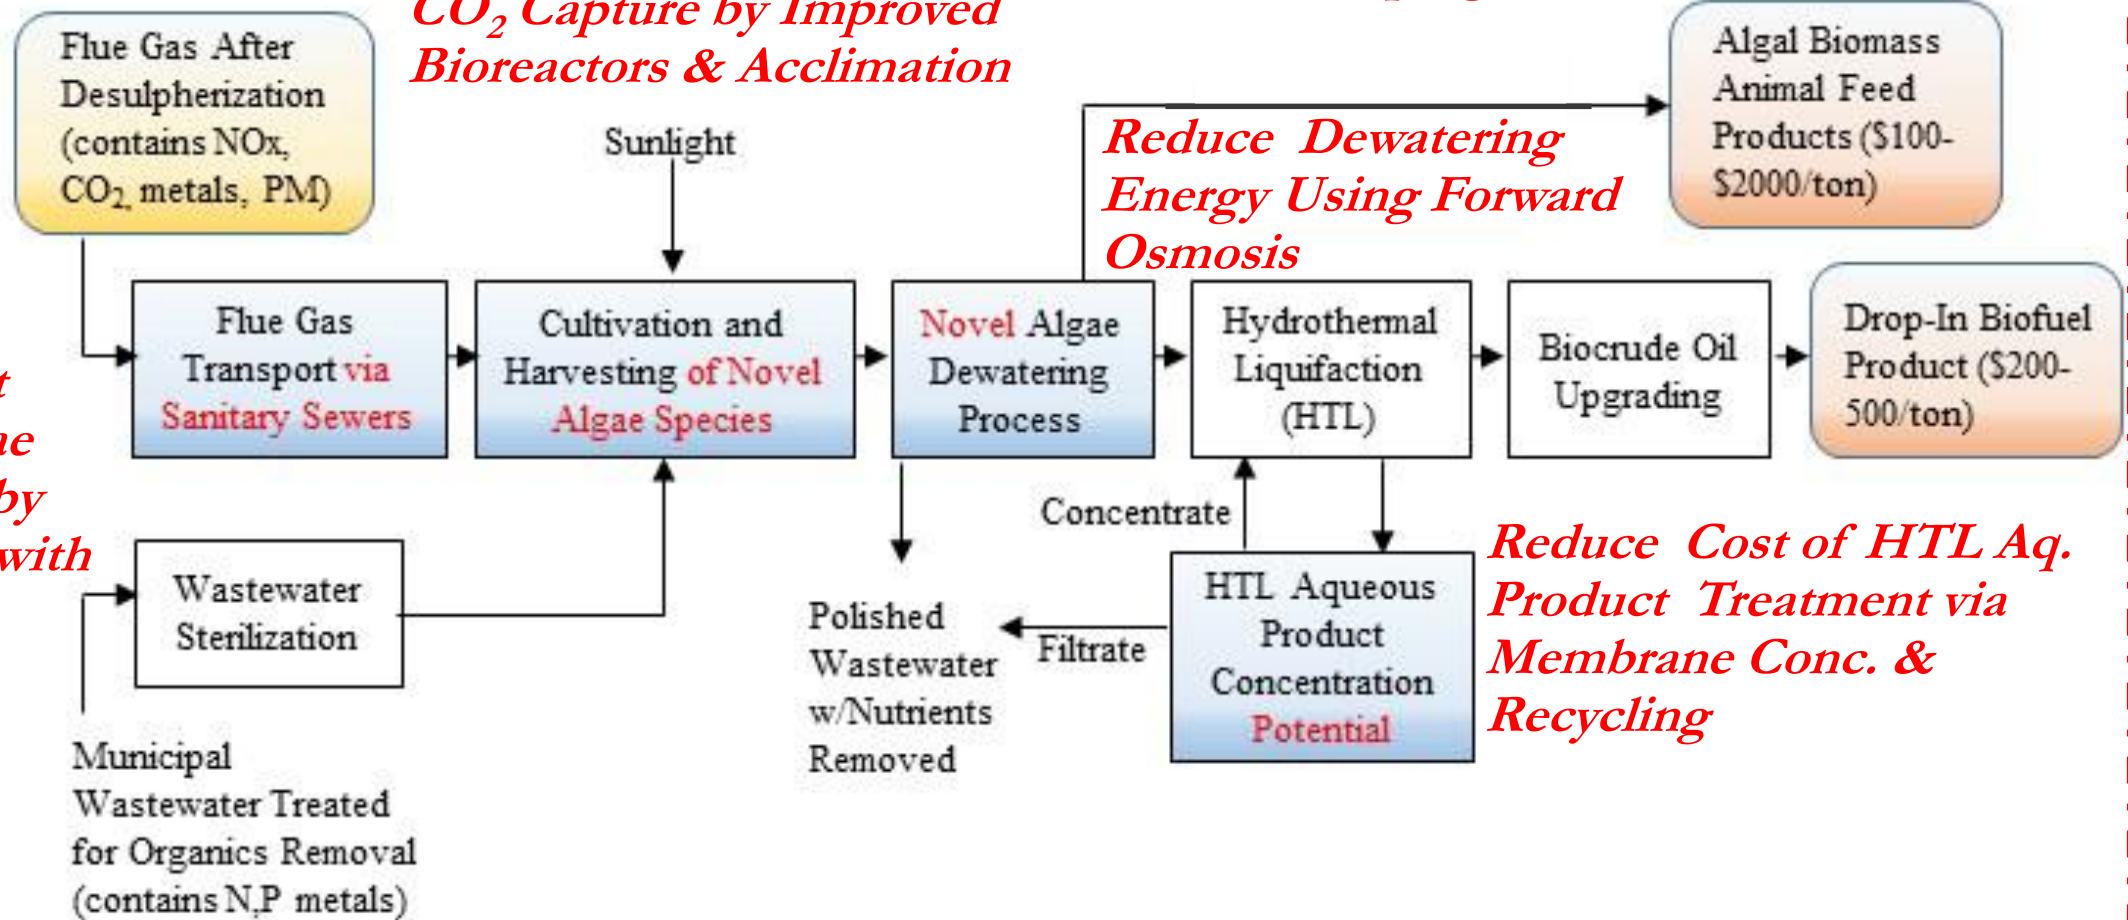 CO₂ Capture by Improved
Bioreactors & Acclimation
Flue Gas After
Desulpherization
(contains NOx,
CO₂, metals, PM)
Sunlight
Reduce Dewatering
Energy Using Forward
Osmosis
Algal Biomass
Animal Feed
Products ($100-
$2000/ton)
Flue Gas
Transport via
Sanitary Sewers
Cultivation and
Harvesting of Novel
Algae Species
Novel Algae
Dewatering
Process
Hydrothermal
Liquifaction
(HTL)
Biocrude Oil
Upgrading
Drop-In Biofuel
Product ($200-
500/ton)
by
with
Wastewater
Sterilization
Concentrate
Filtrate
HTL Aqueous
Product
Concentration
Potential
Reduce Cost of HTL Aq.
Product Treatment via
Membrane Conc. &
Recycling
Polished
Wastewater
w/Nutrients
Removed
Municipal
Wastewater Treated
for Organics Removal
(contains N,P metals)